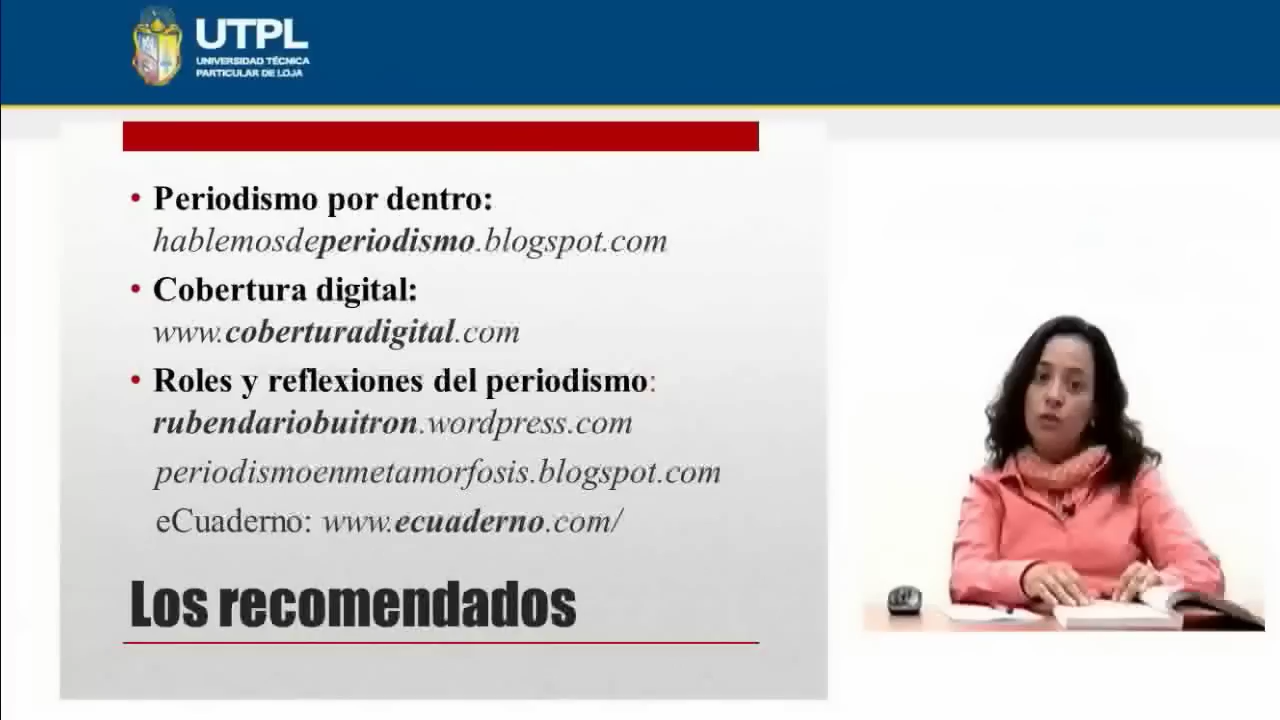 UTPL
UNIVERSIDAD TÉCNICA
PARTICULAR DE LOJA
• Periodismo por dentro:
hablemosdeperiodismo.blogspot.com
• Cobertura digital:
www.coberturadigital.com
• Roles y reflexiones del periodismo:
rubendariobuitron.wordpress.com
periodismoenmetamorfosis.blogspot.com
eCuaderno: www.ecuaderno.com/
Los recomendados